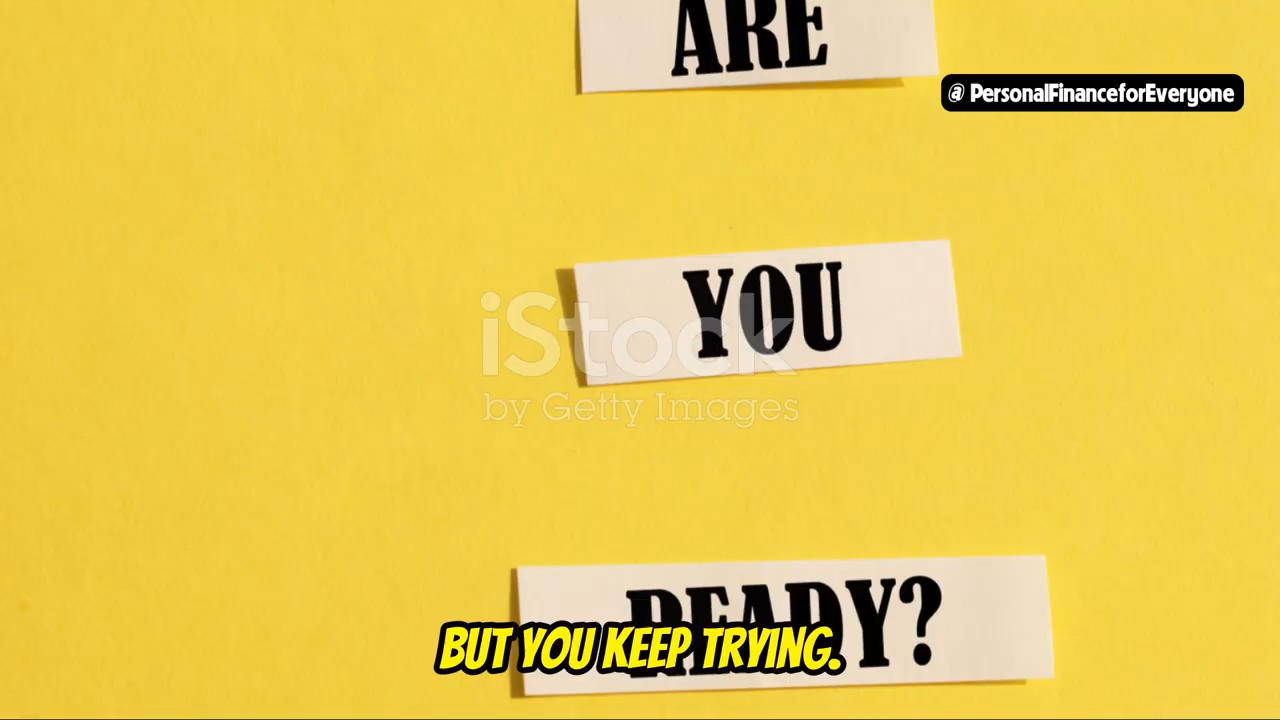 ARE
@ PersonalFinanceforEveryone
YOU
iStock
by Getty Images
READY?
BUT YOU KEEP TRYING.